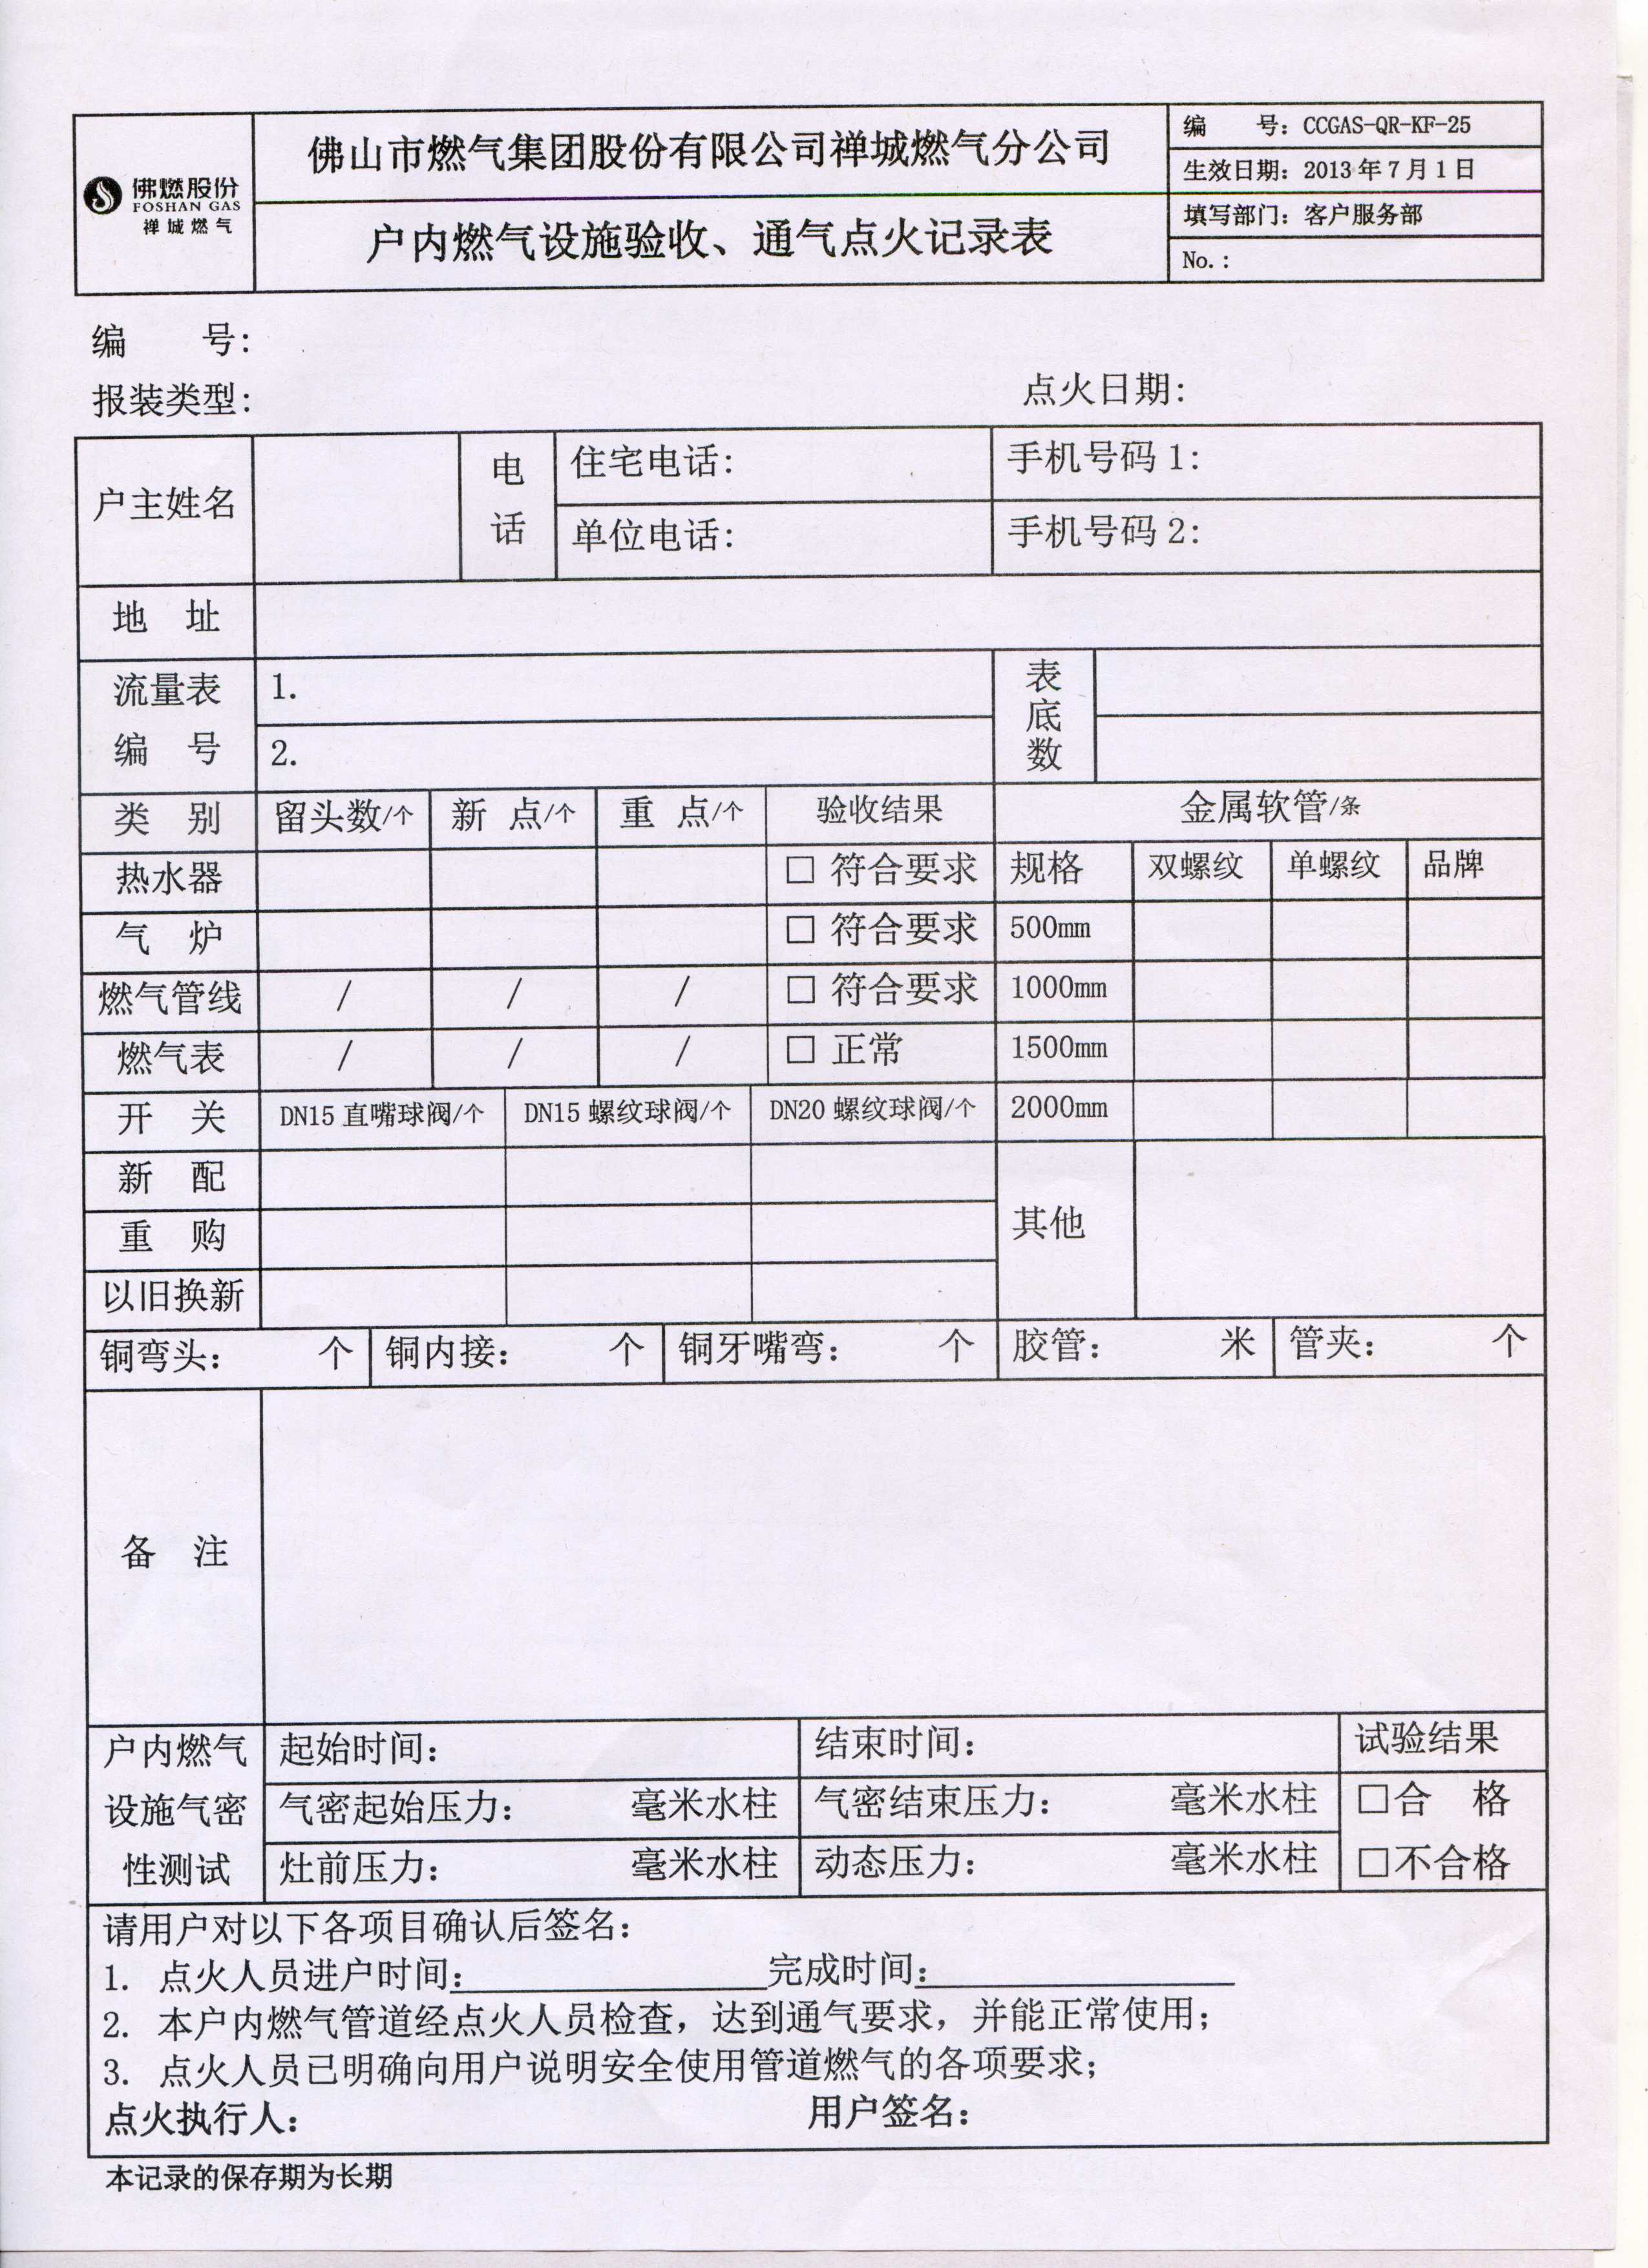 佛燃股份
FOSHAN GAS
禅城燃气
佛山市燃气集团股份有限公司禅城燃气分公司
户内燃气设施验收、通气点火记录表
编 号：CCGAS-QR-KF-25
生效日期：2013年7月1日
填写部门：客户服务部
No.：
编 号：
报装类型： 点火日期：
户主姓名 电话 住宅电话： 手机号码1：
单位电话： 手机号码2：
地 址
流量表编 号 1. 表底数
2.
类 别 留头数/个 新 点/个 重 点/个 验收结果 金属软管/条
热水器 □ 符合要求 规格 双螺纹 单螺纹 品牌
气 炉 □ 符合要求 500mm
燃气管线 / / / □ 符合要求 1000mm
燃气表 / / / □ 正常 1500mm
开 关 DN15直嘴球阀/个 DN15螺纹球阀/个 DN20螺纹球阀/个 2000mm
新 配 其他
重 购
以旧换新
铜弯头： 个 铜内接： 个 铜牙嘴弯： 个 胶管： 米 管夹： 个
备 注
户内燃气设施气密性测试 起始时间： 结束时间： 试验结果
气密起始压力： 毫米水柱 气密结束压力： 毫米水柱 □合 格
灶前压力： 毫米水柱 动态压力： 毫米水柱 □不合格
请用户对以下各项目确认后签名：
1. 点火人员进户时间：________完成时间：________
2. 本户内燃气管道经点火人员检查，达到通气要求，并能正常使用；
3. 点火人员已明确向用户说明安全使用管道燃气的各项要求；
点火执行人： 用户签名：
本记录的保存期为长期